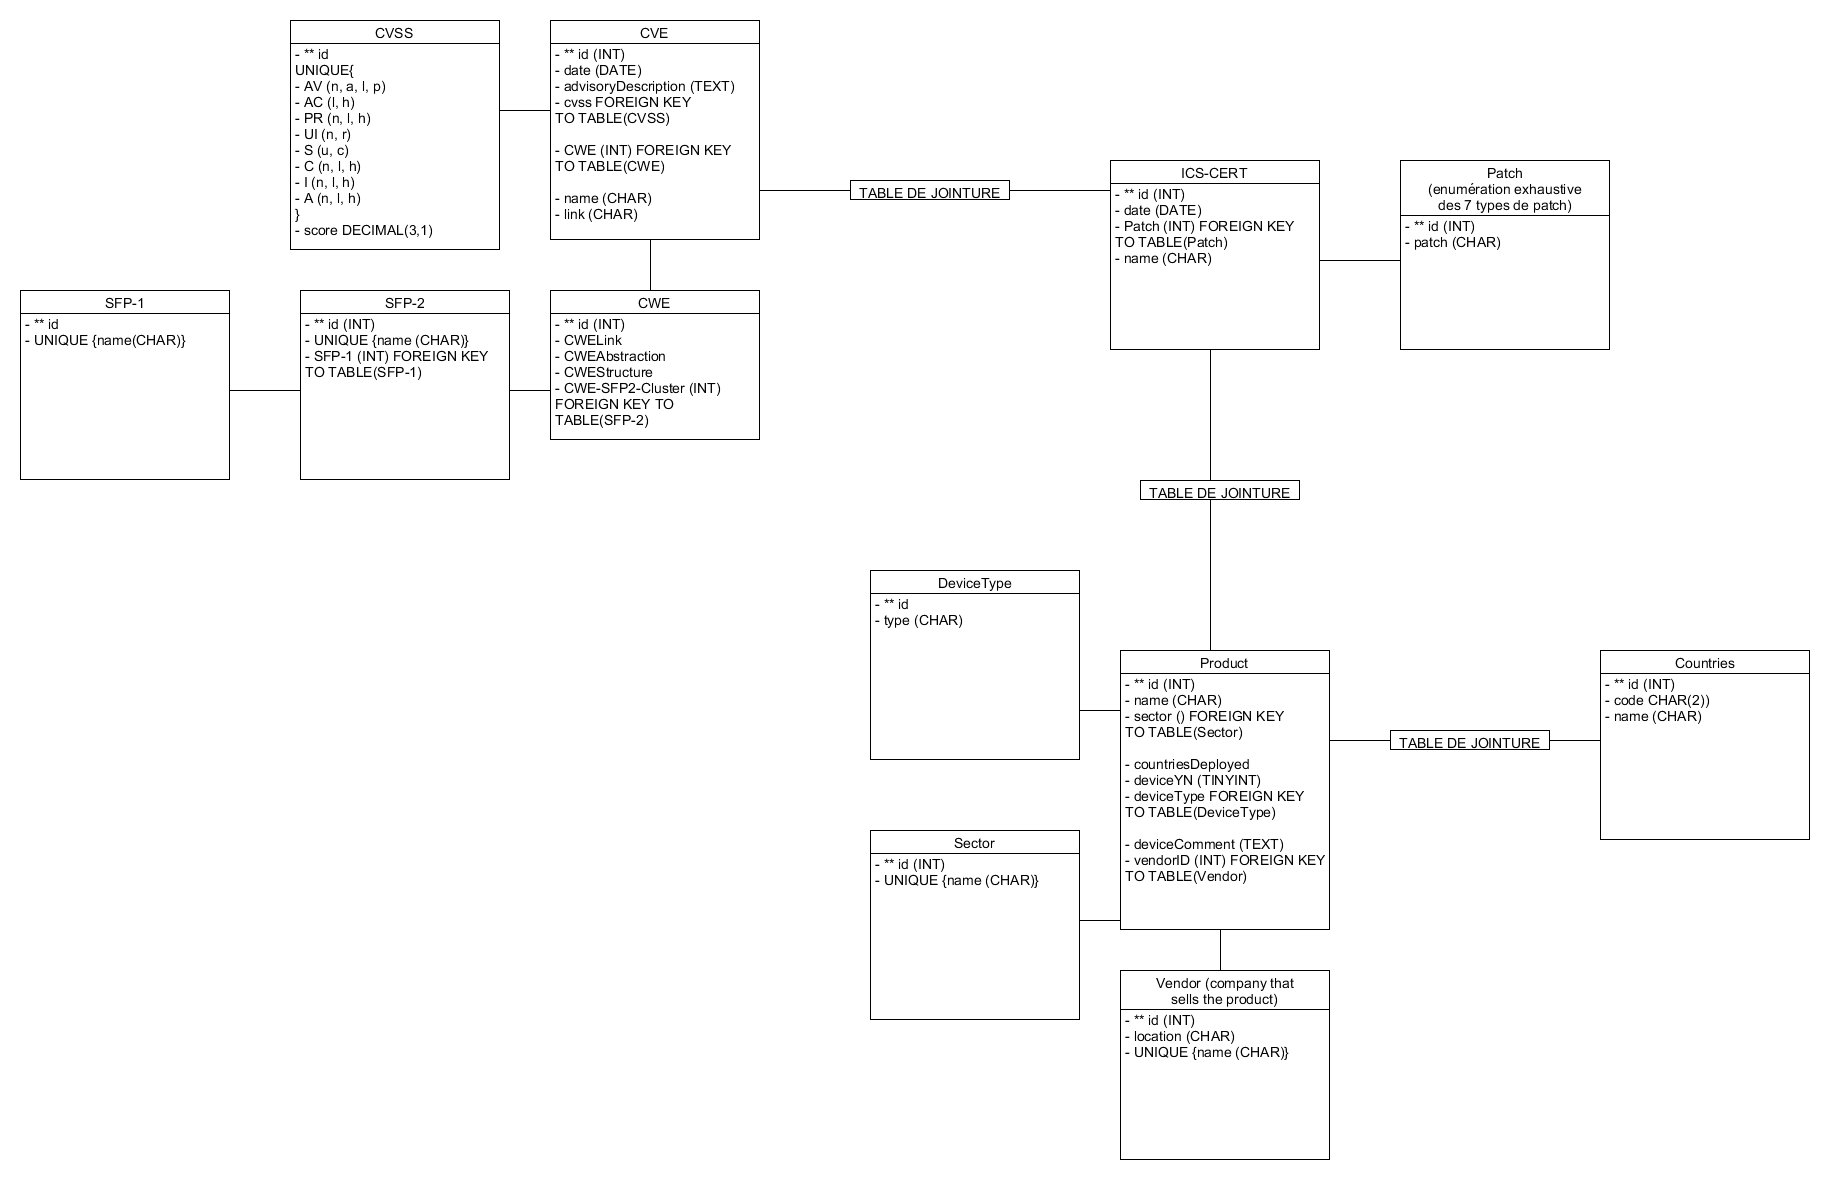 CVSS
- ** id
UNIQUE{
- AV (n, a, l, p)
- AC (l, h)
- PR (n, l, h)
- UI (n, r)
- S (u, c)
- C (n, l, h)
- I (n, l, h)
- A (n, l, h)
}
- score DECIMAL(3,1)
CVE
- ** id (INT)
- date (DATE)
- advisoryDescription (TEXT)
- cvss FOREIGN KEY
TO TABLE(CVSS)
- CWE (INT) FOREIGN KEY
TO TABLE(CWE)
- name (CHAR)
- link (CHAR)
TABLE DE JOINTURE
ICS-CERT
- ** id (INT)
- date (DATE)
- Patch (INT) FOREIGN KEY
TO TABLE(Patch)
- name (CHAR)
Patch
(enumération exhaustive
des 7 types de patch)
- ** id (INT)
- patch (CHAR)
SFP-1
- ** id
- UNIQUE {name(CHAR)}
SFP-2
- ** id (INT)
- UNIQUE {name (CHAR)}
- SFP-1 (INT) FOREIGN KEY
TO TABLE(SFP-1)
CWE
- ** id (INT)
- CWELink
- CWEAbstraction
- CWEStructure
- CWE-SFP2-Cluster (INT)
FOREIGN KEY TO
TABLE(SFP-2)
TABLE DE JOINTURE
DeviceType
- ** id
- type (CHAR)
Product
- ** id (INT)
- name (CHAR)
- sector () FOREIGN KEY
TO TABLE(Sector)
- countriesDeployed
- deviceYN (TINYINT)
- deviceType FOREIGN KEY
TO TABLE(DeviceType)
- deviceComment (TEXT)
- vendorID (INT) FOREIGN KEY
TO TABLE(Vendor)
TABLE DE JOINTURE
Countries
- ** id (INT)
- code CHAR(2))
- name (CHAR)
Sector
- ** id (INT)
- UNIQUE {name (CHAR)}
Vendor (company that
sells the product)
- ** id (INT)
- location (CHAR)
- UNIQUE {name (CHAR)}